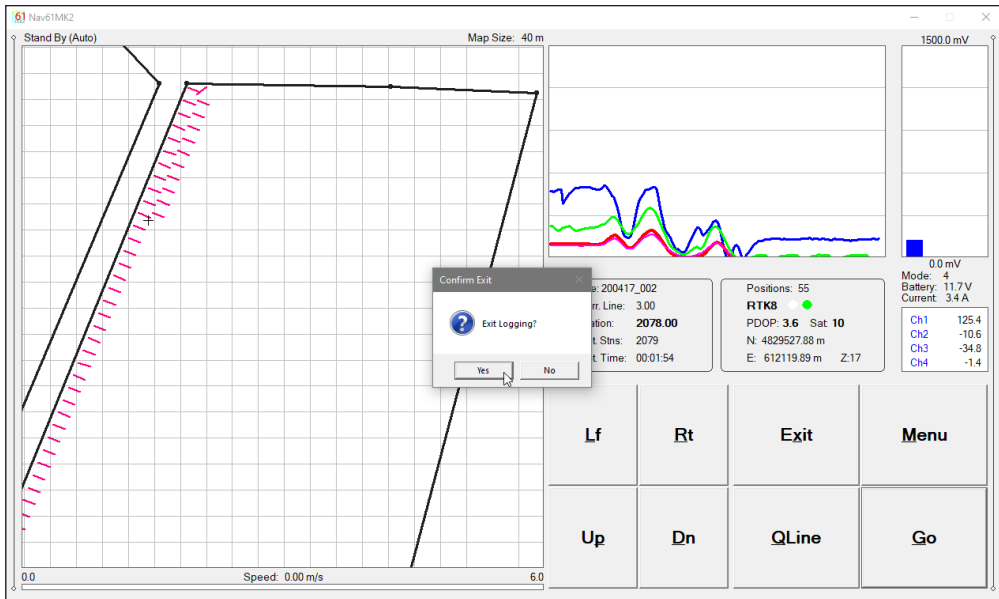 61 Nav61MK2
Stand By (Auto)
Map Size: 40 m
1500.0 mV
0.0 mV
Mode: 4
Battery: 11.7 V
Current: 3.4 A
Ch1 125.4
Ch2 -10.6
Ch3 -34.8
Ch4 -1.4
Confirm Exit
Exit Logging?
Yes No
200417_002
Line: 3.00
2078.00
Stns: 2079
Time: 00:01:54
Positions: 55
RTK8
PDOP: 3.6 Sat: 10
N: 4829527.88 m
E: 612119.89 m Z:17
Lf Rt Exit Menu
Up Dn QLine Go
0.0 Speed: 0.00 m/s 6.0